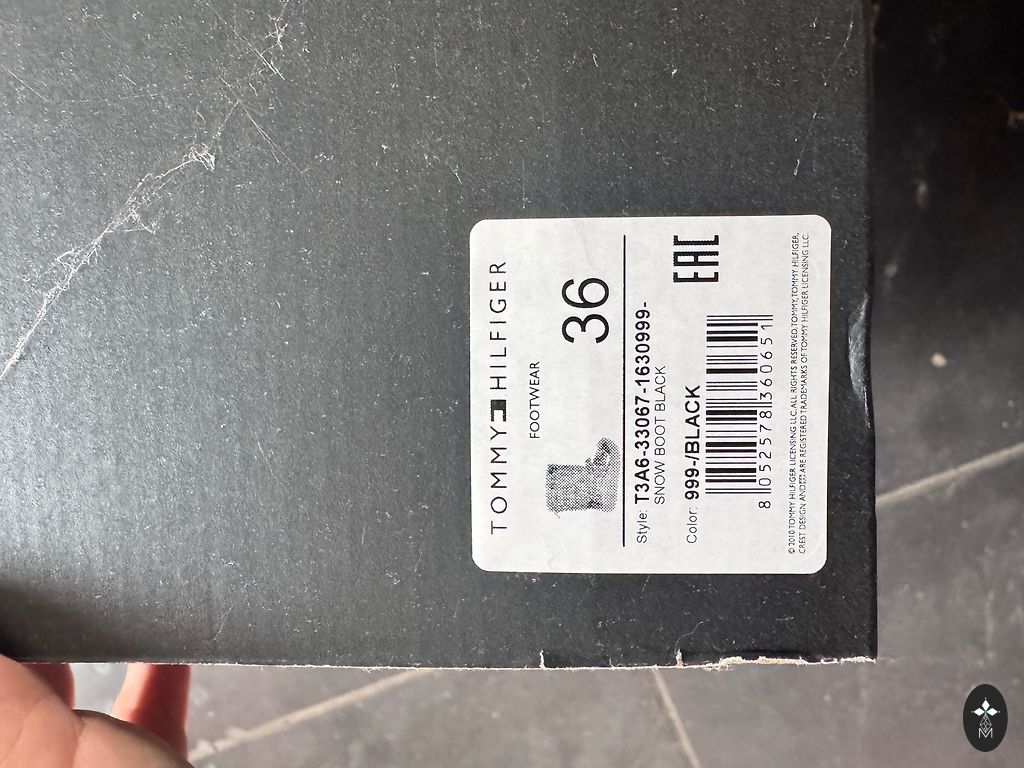 TOMMY HILFIGER
FOOTWEAR
36
Style: T3A6-33067-1630999-
SNOW BOOT BLACK
Color: 999-/BLACK
EAC
8 052578 360651
© 2010 TOMMY HILFIGER LICENSING LLC. ALL RIGHTS RESERVED. TOMMY, TOMMY HILFIGER,
CREST DESIGN AND ARE REGISTERED TRADEMARKS OF TOMMY HILFIGER LICENSING LLC.
M